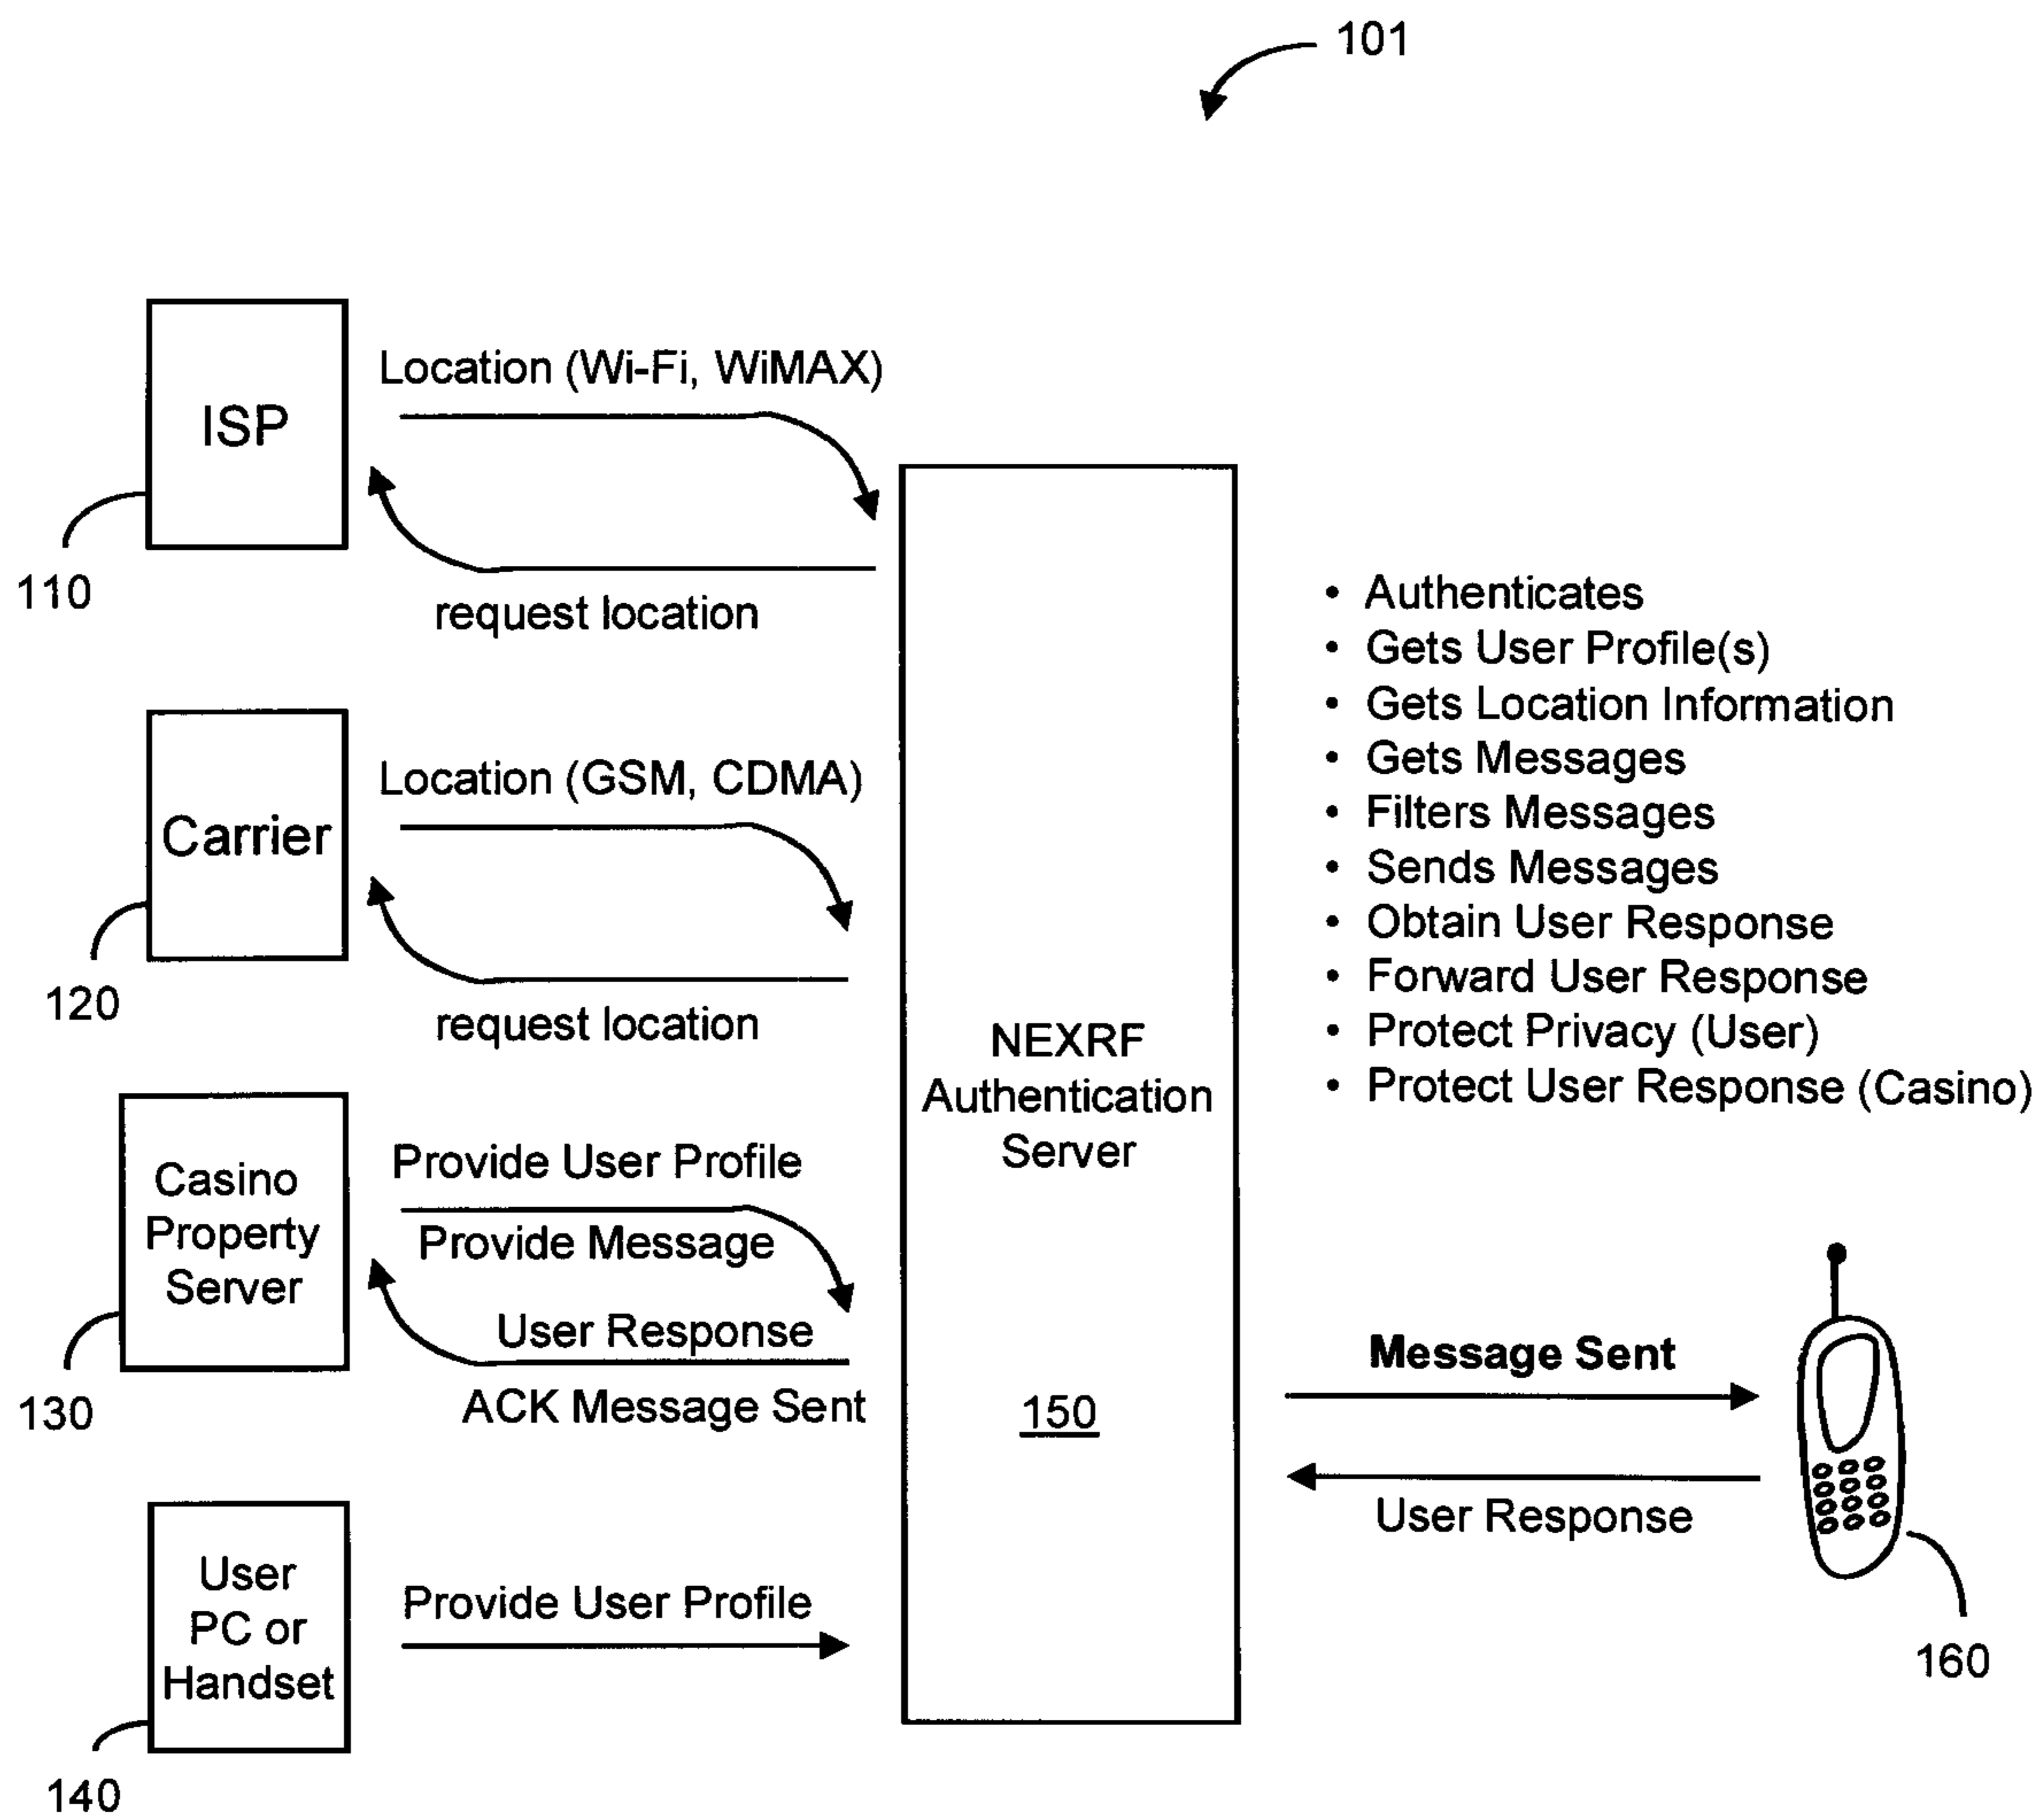 101
ISP
110
Location (Wi-Fi, WiMAX)
request location
Carrier
120
Location (GSM, CDMA)
request location
Casino
Property
Server
130
Provide User Profile
Provide Message
User Response
ACK Message Sent
User
PC or
Handset
140
Provide User Profile
NEXRF
Authentication
Server
150
• Authenticates
• Gets User Profile(s)
• Gets Location Information
• Gets Messages
• Filters Messages
• Sends Messages
• Obtain User Response
• Forward User Response
• Protect Privacy (User)
• Protect User Response (Casino)
Message Sent
User Response
160